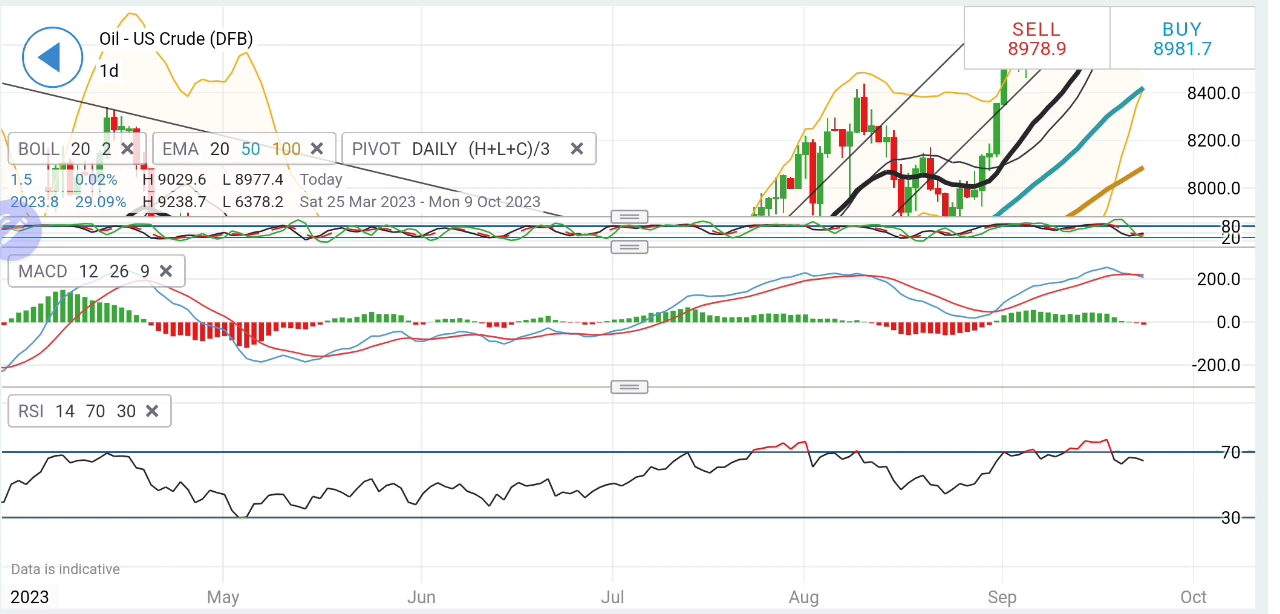 Oil - US Crude (DFB)
1d
SELL
8978.9
BUY
8981.7
8400.0
8200.0
8000.0
BOLL 20 2
EMA 20 50 100
PIVOT DAILY (H+L+C)/3
1.5 0.02% H 9029.6 L 8977.4 Today
2023.8 29.09% H 9238.7 L 6378.2 Sat 25 Mar 2023 - Mon 9 Oct 2023
80
20
MACD 12 26 9
200.0
0.0
-200.0
RSI 14 70 30
70
30
Data is indicative
2023 May Jun Jul Aug Sep Oct